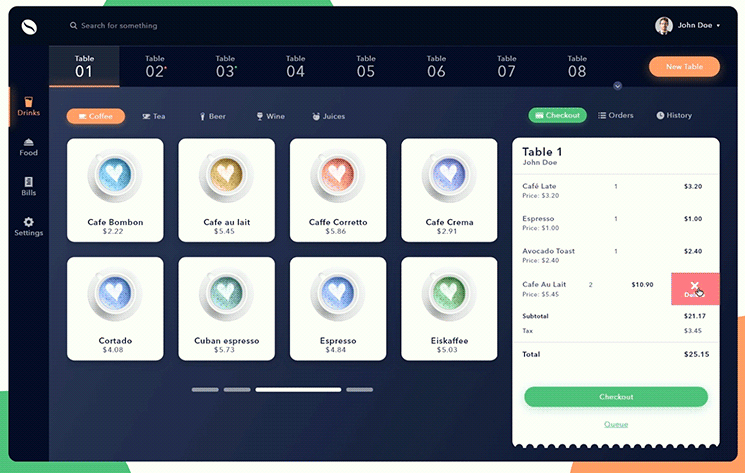 Search for something
John Doe
Table Table Table Table Table Table Table Table
01 02* 03* 04 05 06 07 08
New Table
Drinks
Food
Bills
Settings
Coffee Tea Beer Wine Juices
Checkout Orders History
Cafe Bombon
$2.22
Cafe au lait
$5.45
Caffe Corretto
$5.86
Cafe Crema
$2.91
Cortado
$4.08
Cuban espresso
$5.73
Espresso
$4.84
Eiskaffee
$5.03
Table 1
John Doe
Café Late 1 $3.20
Price: $3.20
Espresso 1 $1.00
Price: $1.00
Avocado Toast 1 $2.40
Price: $2.40
Cafe Au Lait 2 $10.90
Price: $5.45
Subtotal $21.17
Tax $3.45
Total $25.15
Checkout
Queue